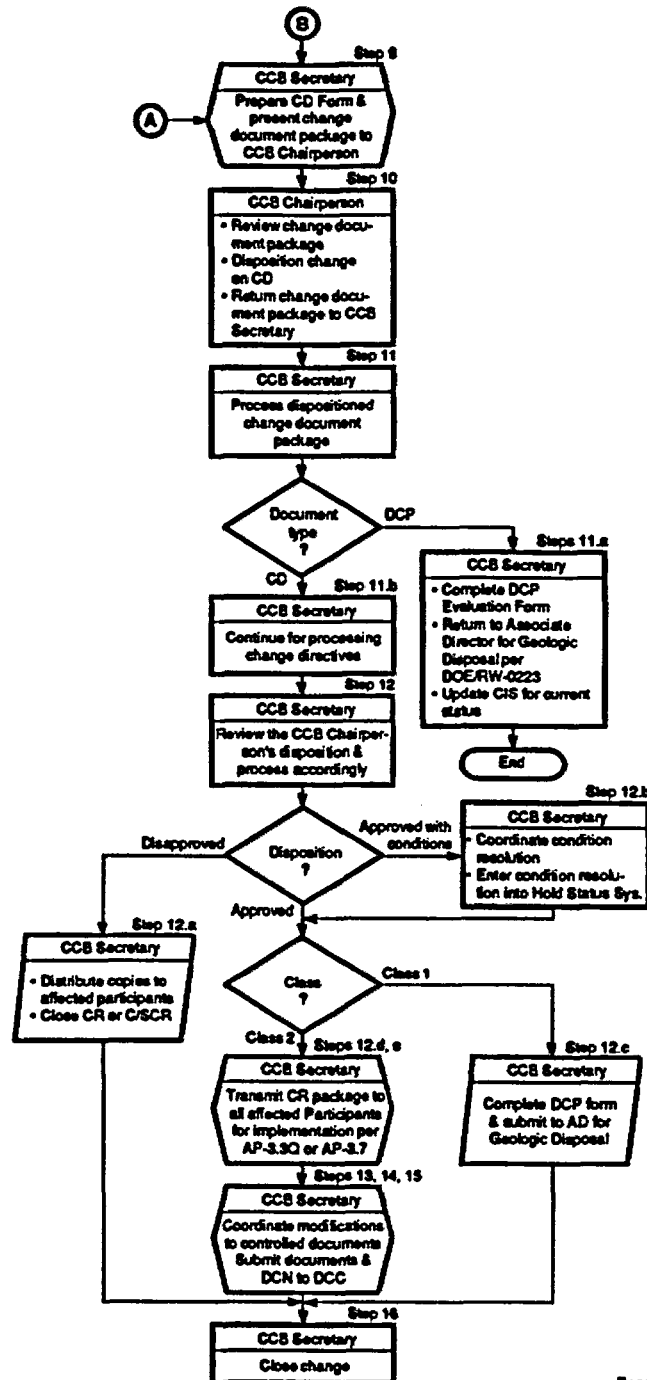 B
Step 9
CCB Secretary
Prepare CD Form &
present change
document package to
CCB Chairperson
A
Step 10
CCB Chairperson
• Review change docu-
ment package
• Disposition change
on CD
• Return change docu-
ment package to CCB
Secretary
Step 11
CCB Secretary
Process dispositioned
change document
package
Document
type
?
DCP
CD
Steps 11.a
CCB Secretary
• Complete DCP
Evaluation Form
• Return to Associate
Director for Geologic
Disposal per
DOE/RW-0223
• Update CIS for current
status
End
Step 11.b
CCB Secretary
Continue for processing
change directives
Step 12
CCB Secretary
Review the CCB Chairper-
son's disposition &
process accordingly
Disposition
?
Disapproved
Approved with
conditions
Approved
Step 12.b
CCB Secretary
• Coordinate condition
resolution
• Enter condition resolu-
tion into Hold Status Sys.
Step 12.a
CCB Secretary
• Distribute copies to
affected participants
• Close CR or C/SCR
Class
?
Class 1
Class 2
Steps 12.d, e
CCB Secretary
Transmit CR package to
all affected Participants
for implementation per
AP-3.3Q or AP-3.7
Step 12.c
CCB Secretary
Complete DCP form
& submit to AD for
Geologic Disposal
Steps 13, 14, 15
CCB Secretary
Coordinate modifications
to controlled documents
Submit documents &
DCN to DCC
Step 16
CCB Secretary
Close change